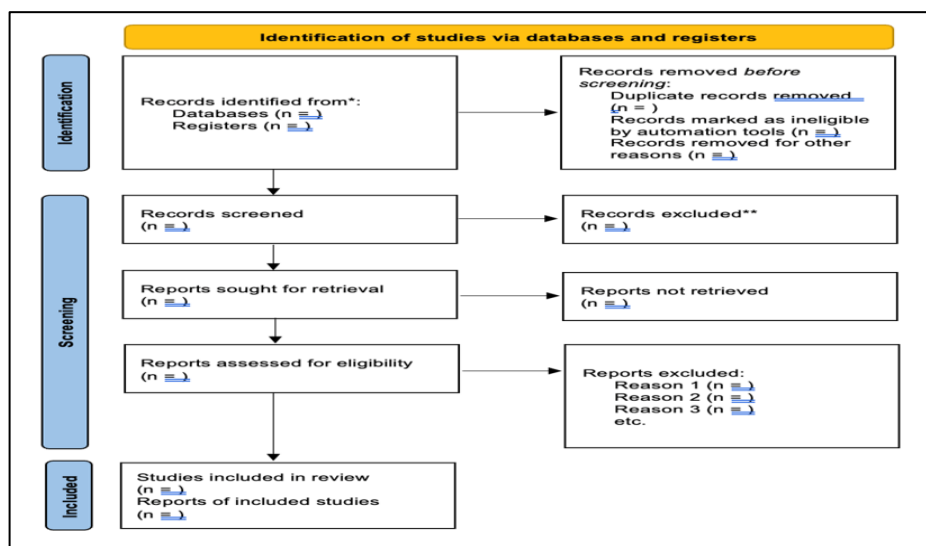 Identification of studies via databases and registers
Identification
Records identified from*:
Databases (n = )
Registers (n = )
Records removed before
screening:
Duplicate records removed
(n = )
Records marked as ineligible
by automation tools (n = )
Records removed for other
reasons (n = )
Screening
Records screened
(n = )
Records excluded**
(n = )
Reports sought for retrieval
(n = )
Reports not retrieved
(n = )
Reports assessed for eligibility
(n = )
Reports excluded:
Reason 1 (n = )
Reason 2 (n = )
Reason 3 (n = )
etc.
Included
Studies included in review
(n = )
Reports of included studies
(n = )